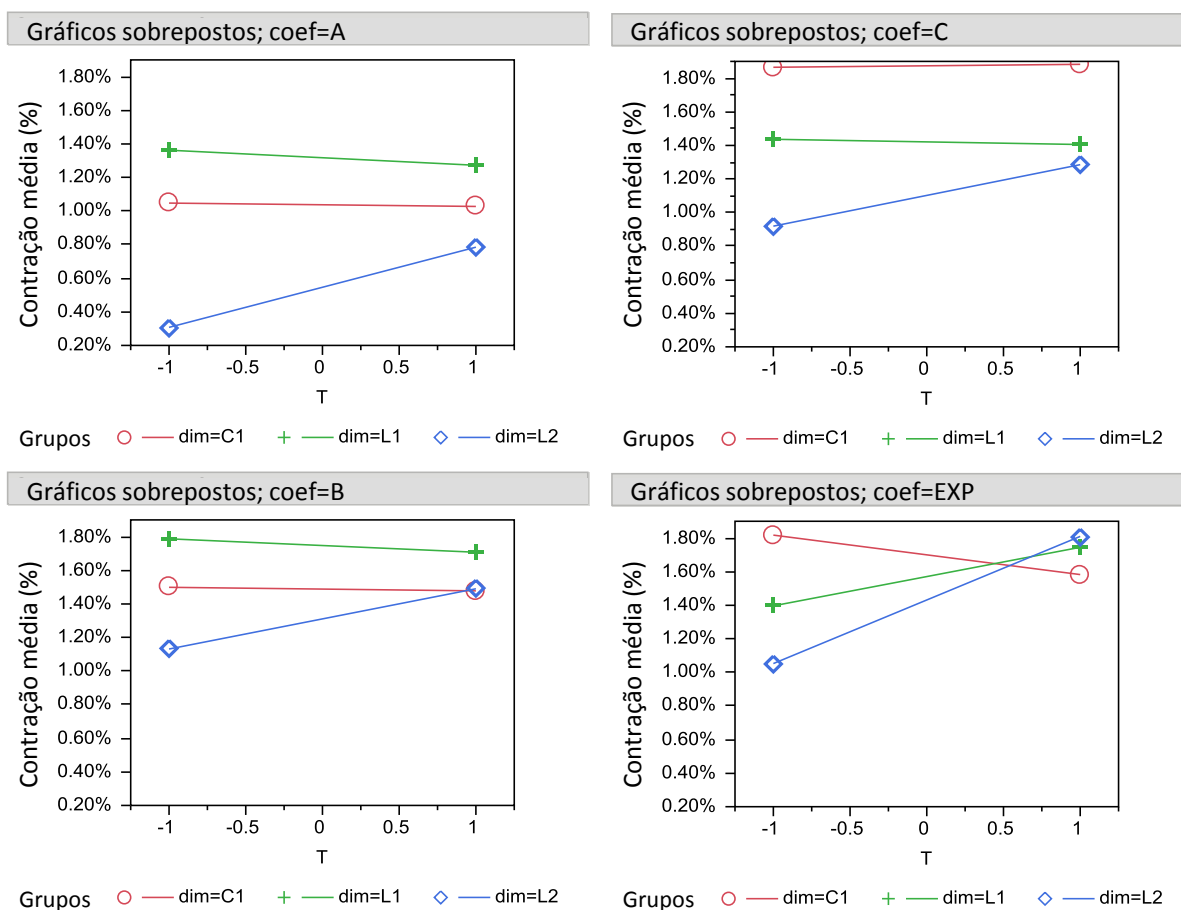 Gráficos sobrepostos; coef=A
Contração média (%)
1.80%
1.60%
1.40%
1.20%
1.00%
0.80%
0.60%
0.40%
0.20%
-1 -0.5 0 0.5 1
T
Grupos dim=C1 dim=L1 dim=L2
Gráficos sobrepostos; coef=C
Contração média (%)
1.80%
1.60%
1.40%
1.20%
1.00%
0.80%
0.60%
0.40%
0.20%
-1 -0.5 0 0.5 1
T
Grupos dim=C1 dim=L1 dim=L2
Gráficos sobrepostos; coef=B
Contração média (%)
1.80%
1.60%
1.40%
1.20%
1.00%
0.80%
0.60%
0.40%
0.20%
-1 -0.5 0 0.5 1
T
Grupos dim=C1 dim=L1 dim=L2
Gráficos sobrepostos; coef=EXP
Contração média (%)
1.80%
1.60%
1.40%
1.20%
1.00%
0.80%
0.60%
0.40%
0.20%
-1 -0.5 0 0.5 1
T
Grupos dim=C1 dim=L1 dim=L2